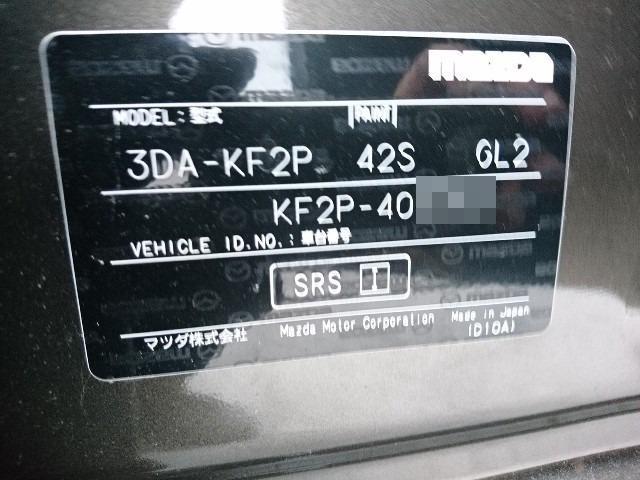 mazda
MODEL: 型式 PAINT
3DA-KF2P 42S GL2
KF2P-40
VEHICLE ID.NO.: 車台番号
SRS I
マツダ株式会社 Mazda Motor Corporation Made in Japan
(D10A)